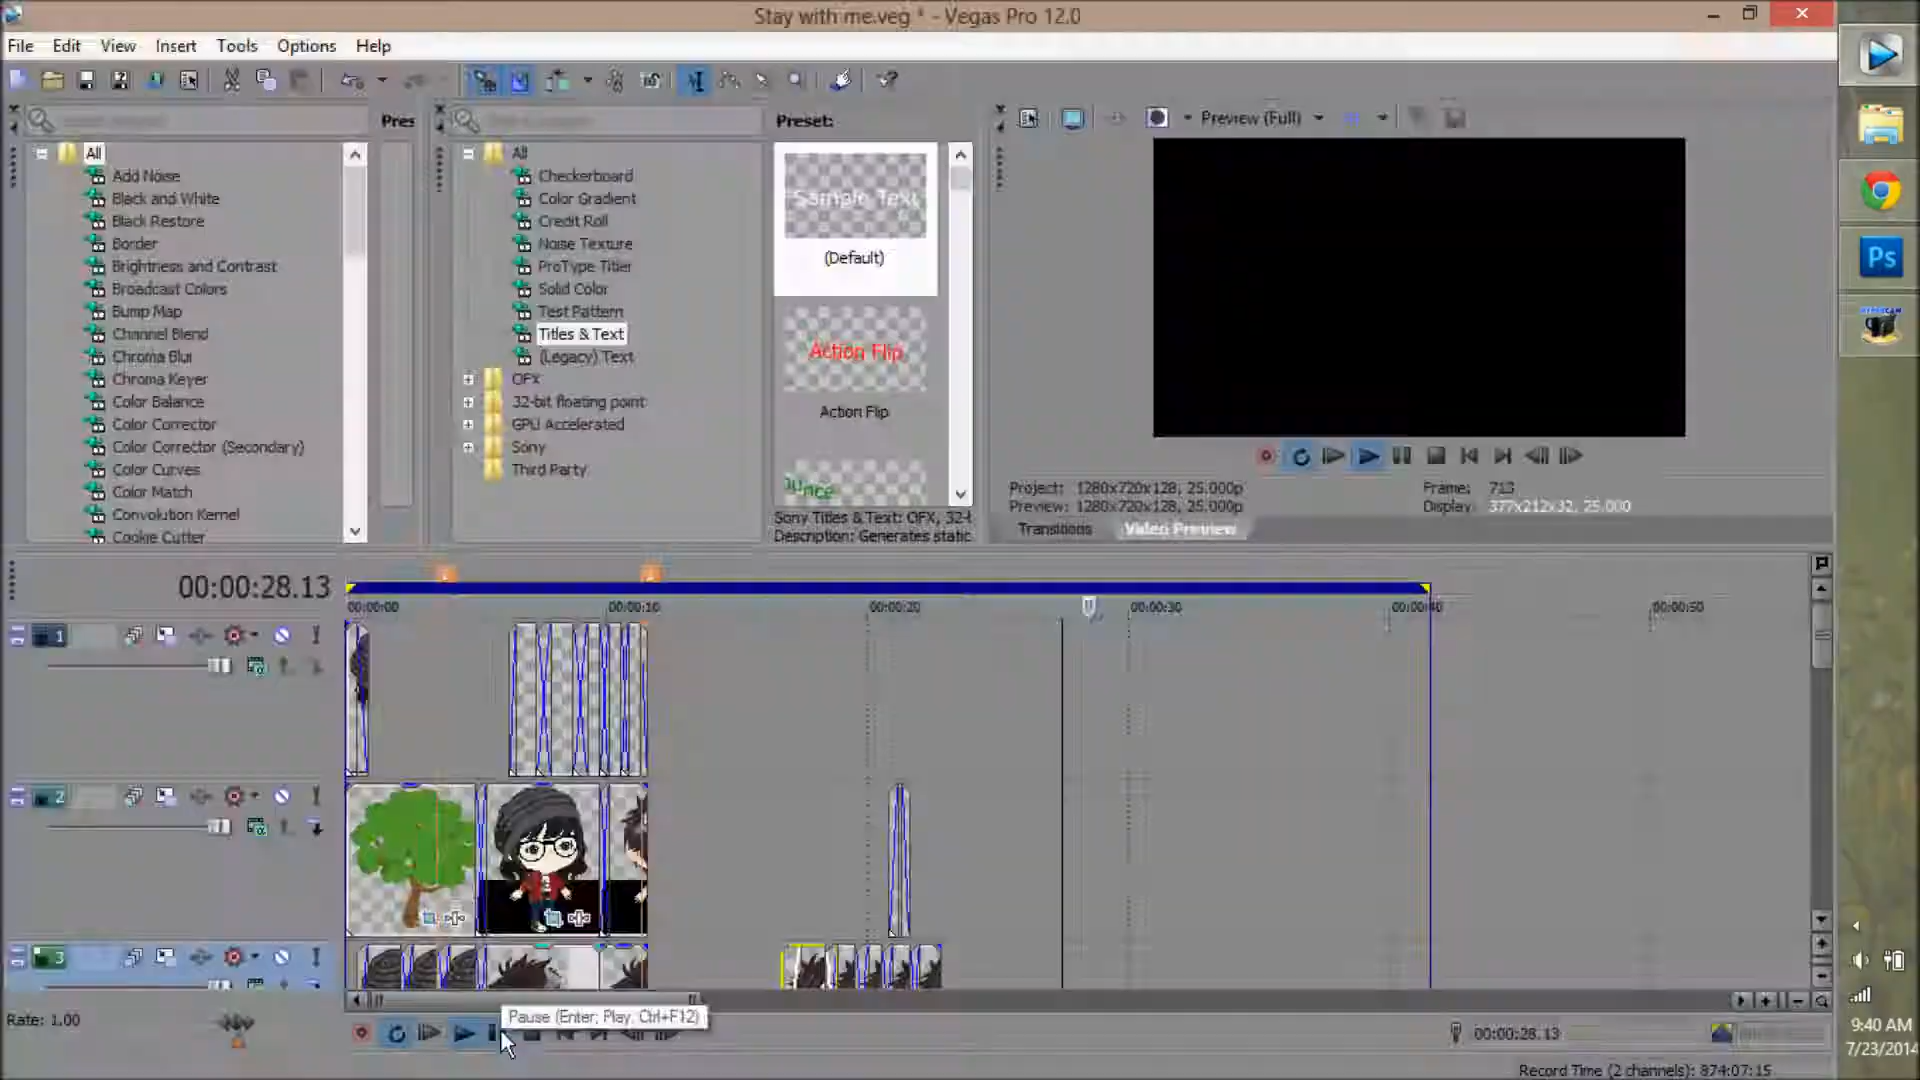 Stay with me.veg * - Vegas Pro 12.0
File Edit View Insert Tools Options Help
Pres
Preset:
Preview (Full)
All
Add Noise
Black and White
Black Restore
Border
Brightness and Contrast
Broadcast Colors
Bump Map
Channel Blend
Chroma Blur
Chroma Keyer
Color Balance
Color Corrector
Color Corrector (Secondary)
Color Curves
Color Match
Convolution Kernel
Cookie Cutter
All
Checkerboard
Color Gradient
Credit Roll
Noise Texture
ProType Titler
Solid Color
Test Pattern
Titles & Text
(Legacy) Text
OFX
32-bit floating point
GPU Accelerated
Sony
Third Party
Sample Text
(Default)
Action Flip
Action Flip
ounce
Sony Titles & Text: OFX, 32-b
Description: Generates static
Project: 1280x720x128, 25.000p
Preview: 1280x720x128, 25.000p
Frame: 713
Display: 377x212x32, 25.000
Transitions Video Preview
00:00:28.13
00:00:00 00:00:10 00:00:20 00:00:30 00:00:40 00:00:50
1
2
3
Rate: 1.00
Pause (Enter, Play, Ctrl+F12)
00:00:28.13
Record Time (2 channels): 874:07:15
Ps
HYPERCAM
9:40 AM
7/23/2014